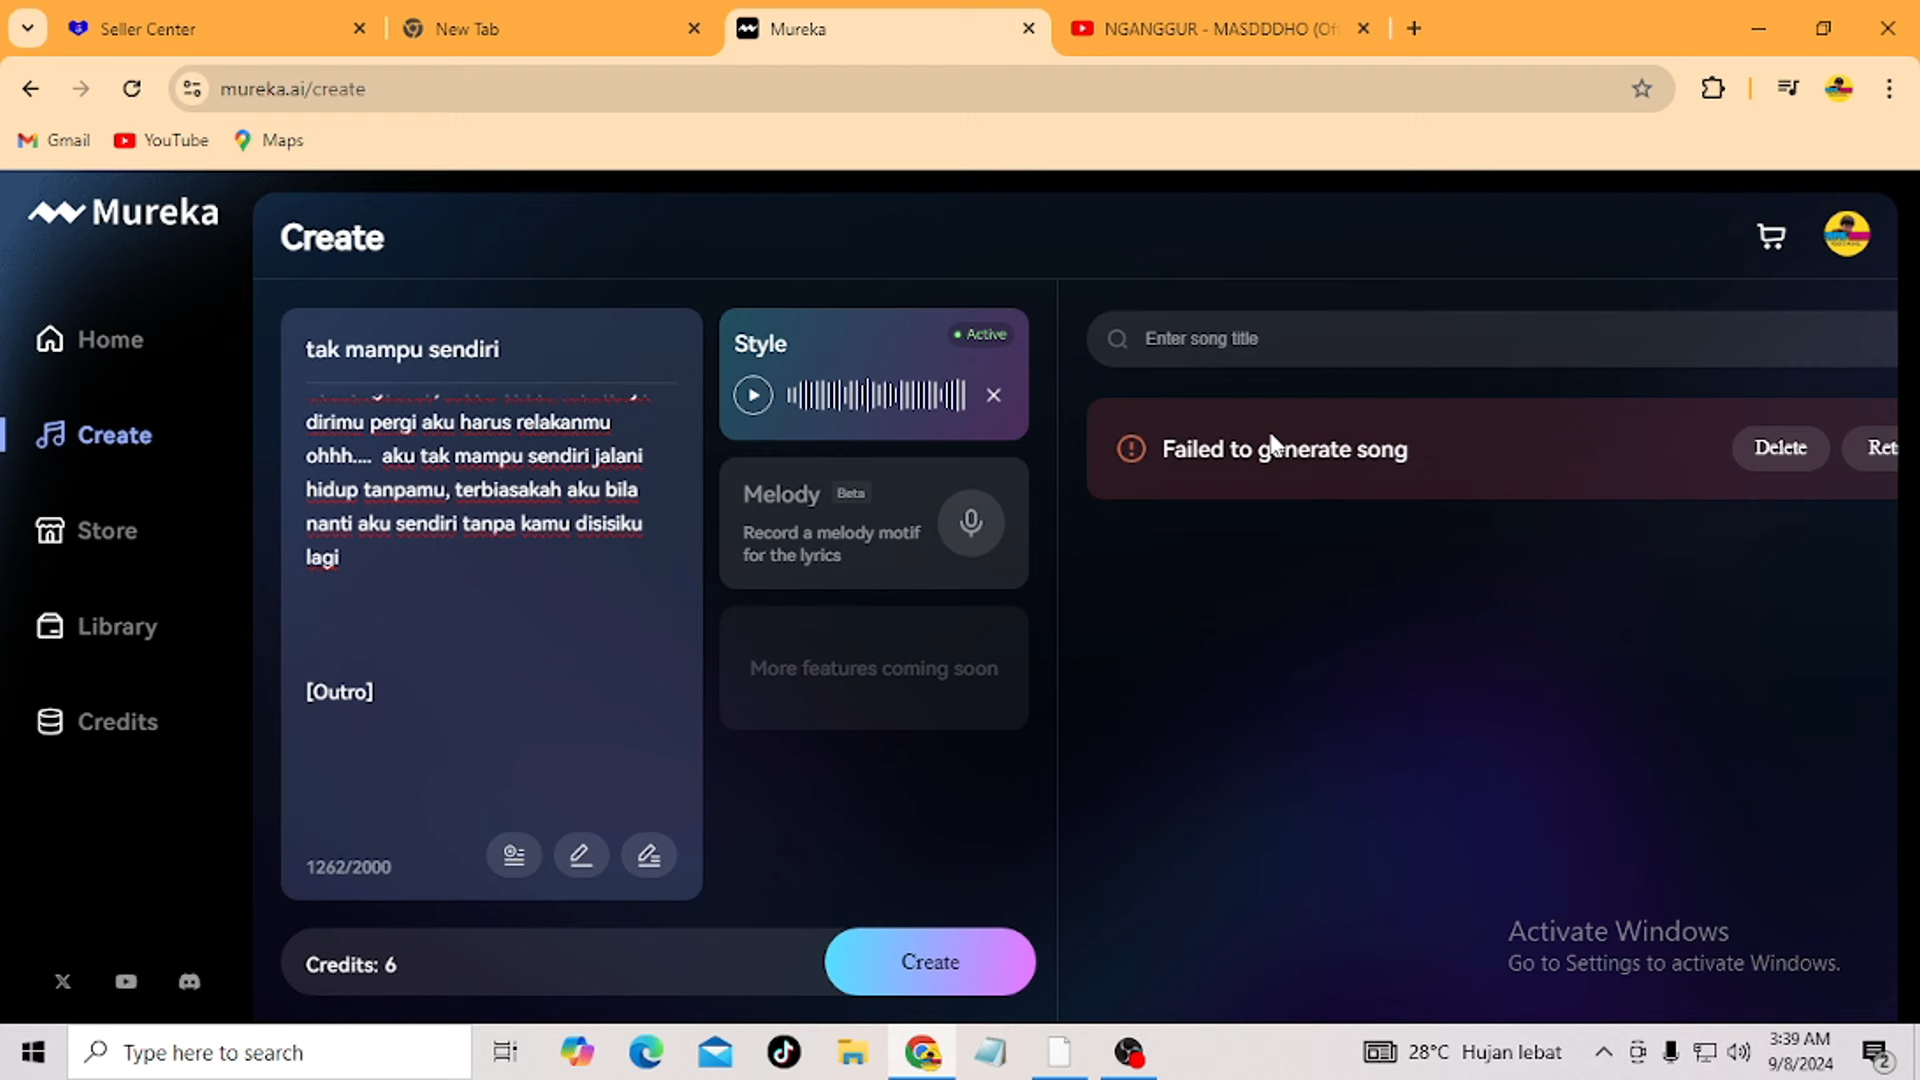 Seller Center
New Tab
Mureka
NGANGGUR - MASDDDHO (Of
mureka.ai/create
Gmail
YouTube
Maps
Mureka
Create
Home
Create
Store
Library
Credits
tak mampu sendiri
dirimu pergi aku harus relakanmu
ohhh.... aku tak mampu sendiri jalani
hidup tanpamu, terbiasakah aku bila
nanti aku sendiri tanpa kamu disisiku
lagi
[Outro]
1262/2000
Style
Active
Melody
Beta
Record a melody motif
for the lyrics
More features coming soon
Credits: 6
Create
Enter song title
Failed to generate song
Delete
Ret
Activate Windows
Go to Settings to activate Windows.
Type here to search
28°C Hujan lebat
3:39 AM
9/8/2024
2